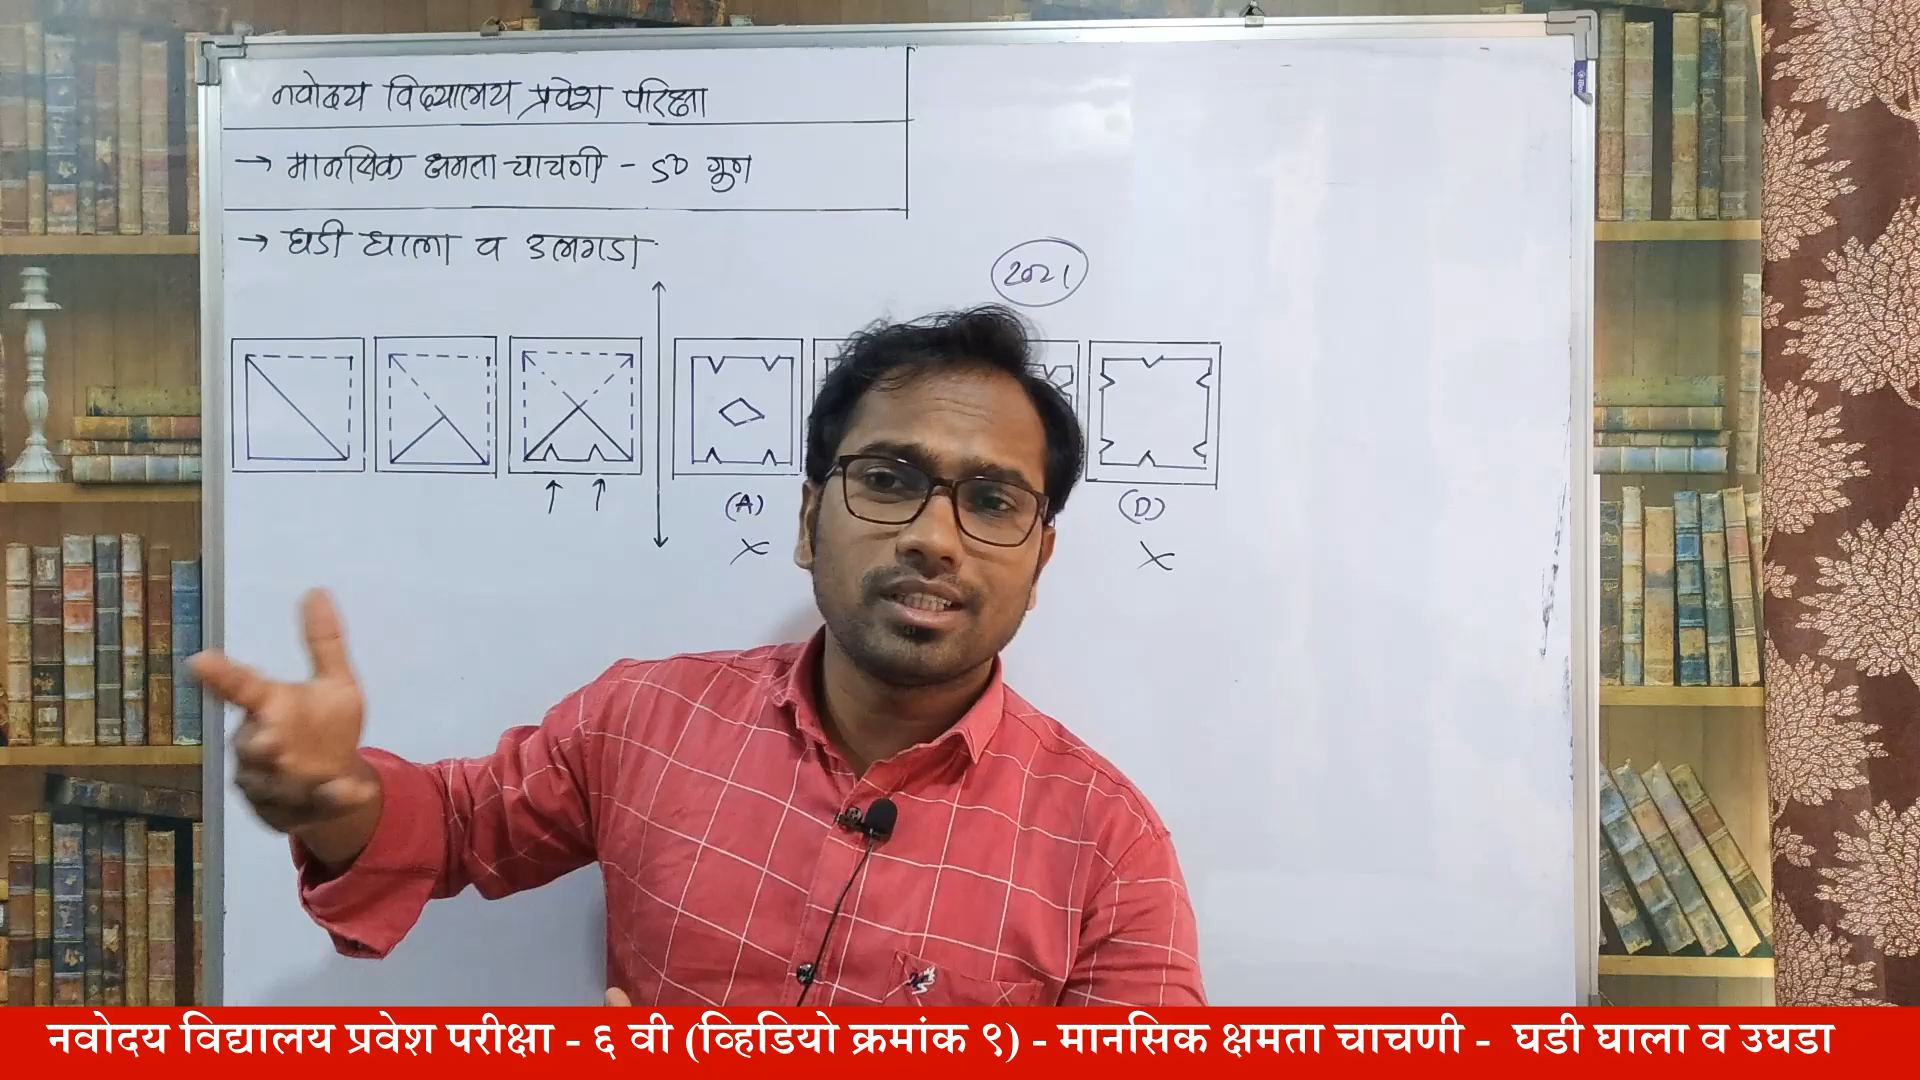 नवोदय विद्यालय प्रवेश परिक्षा
→ मानसिक क्षमता चाचणी - 50 गुण
→ घडी घाला व उलगडा
2021
(A) (D)
नवोदय विद्यालय प्रवेश परीक्षा - ६ वी (व्हिडियो क्रमांक ९) - मानसिक क्षमता चाचणी - घडी घाला व उघडा